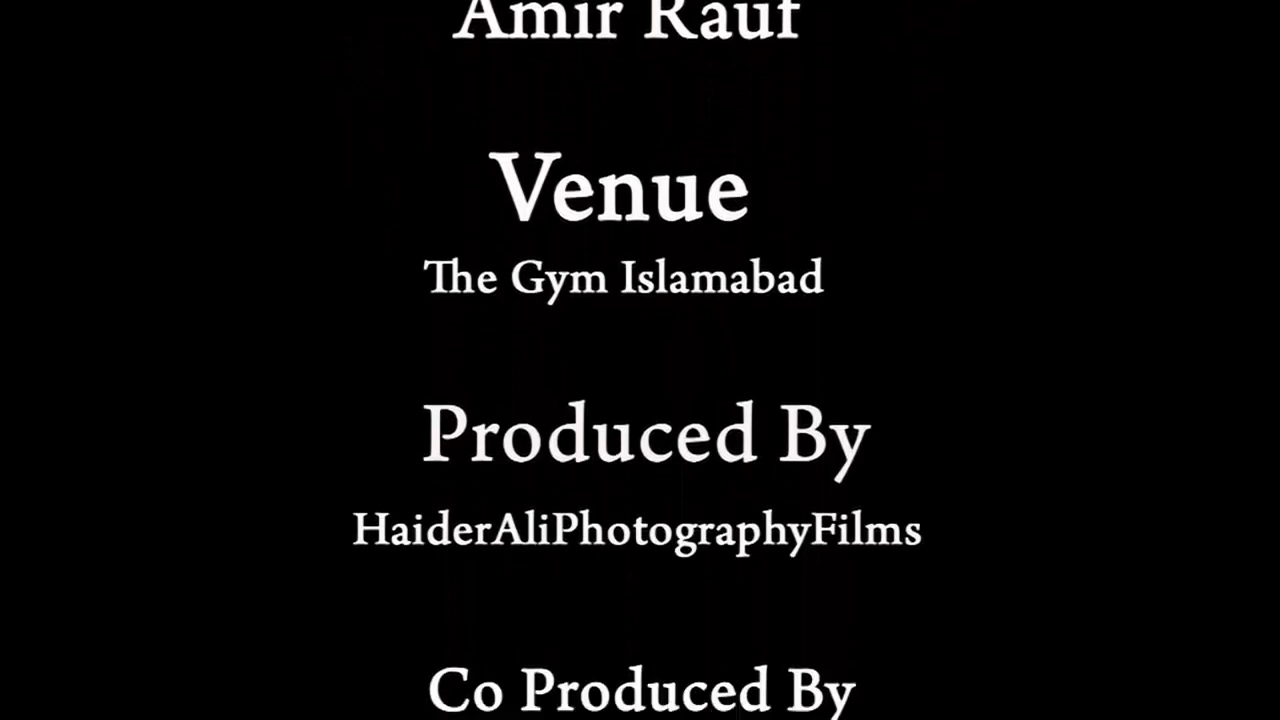 Amir Rauf
Venue
The Gym Islamabad
Produced By
HaiderAliPhotographyFilms
Co Produced By